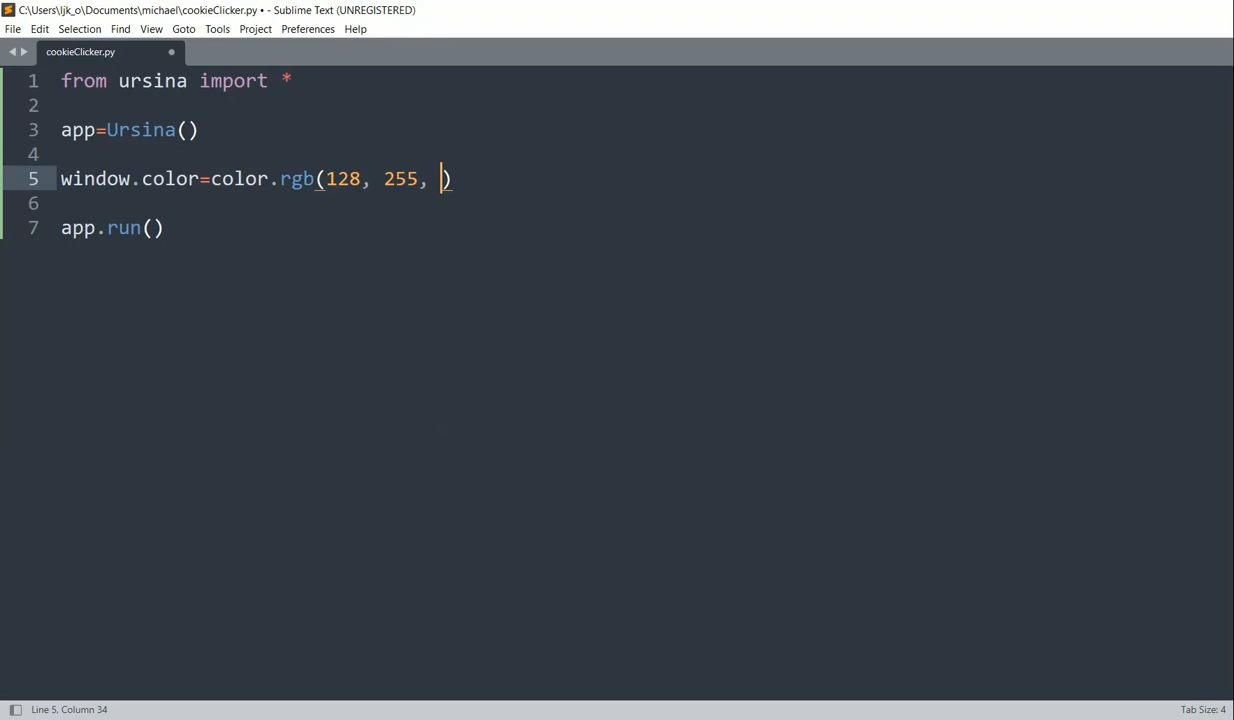 C:\Users\ljk_o\Documents\michael\cookieClicker.py • - Sublime Text (UNREGISTERED)
File Edit Selection Find View Goto Tools Project Preferences Help
cookieClicker.py
1 from ursina import *
2
3 app=Ursina()
4
5 window.color=color.rgb(128, 255, )
6
7 app.run()
Line 5, Column 34 Tab Size: 4